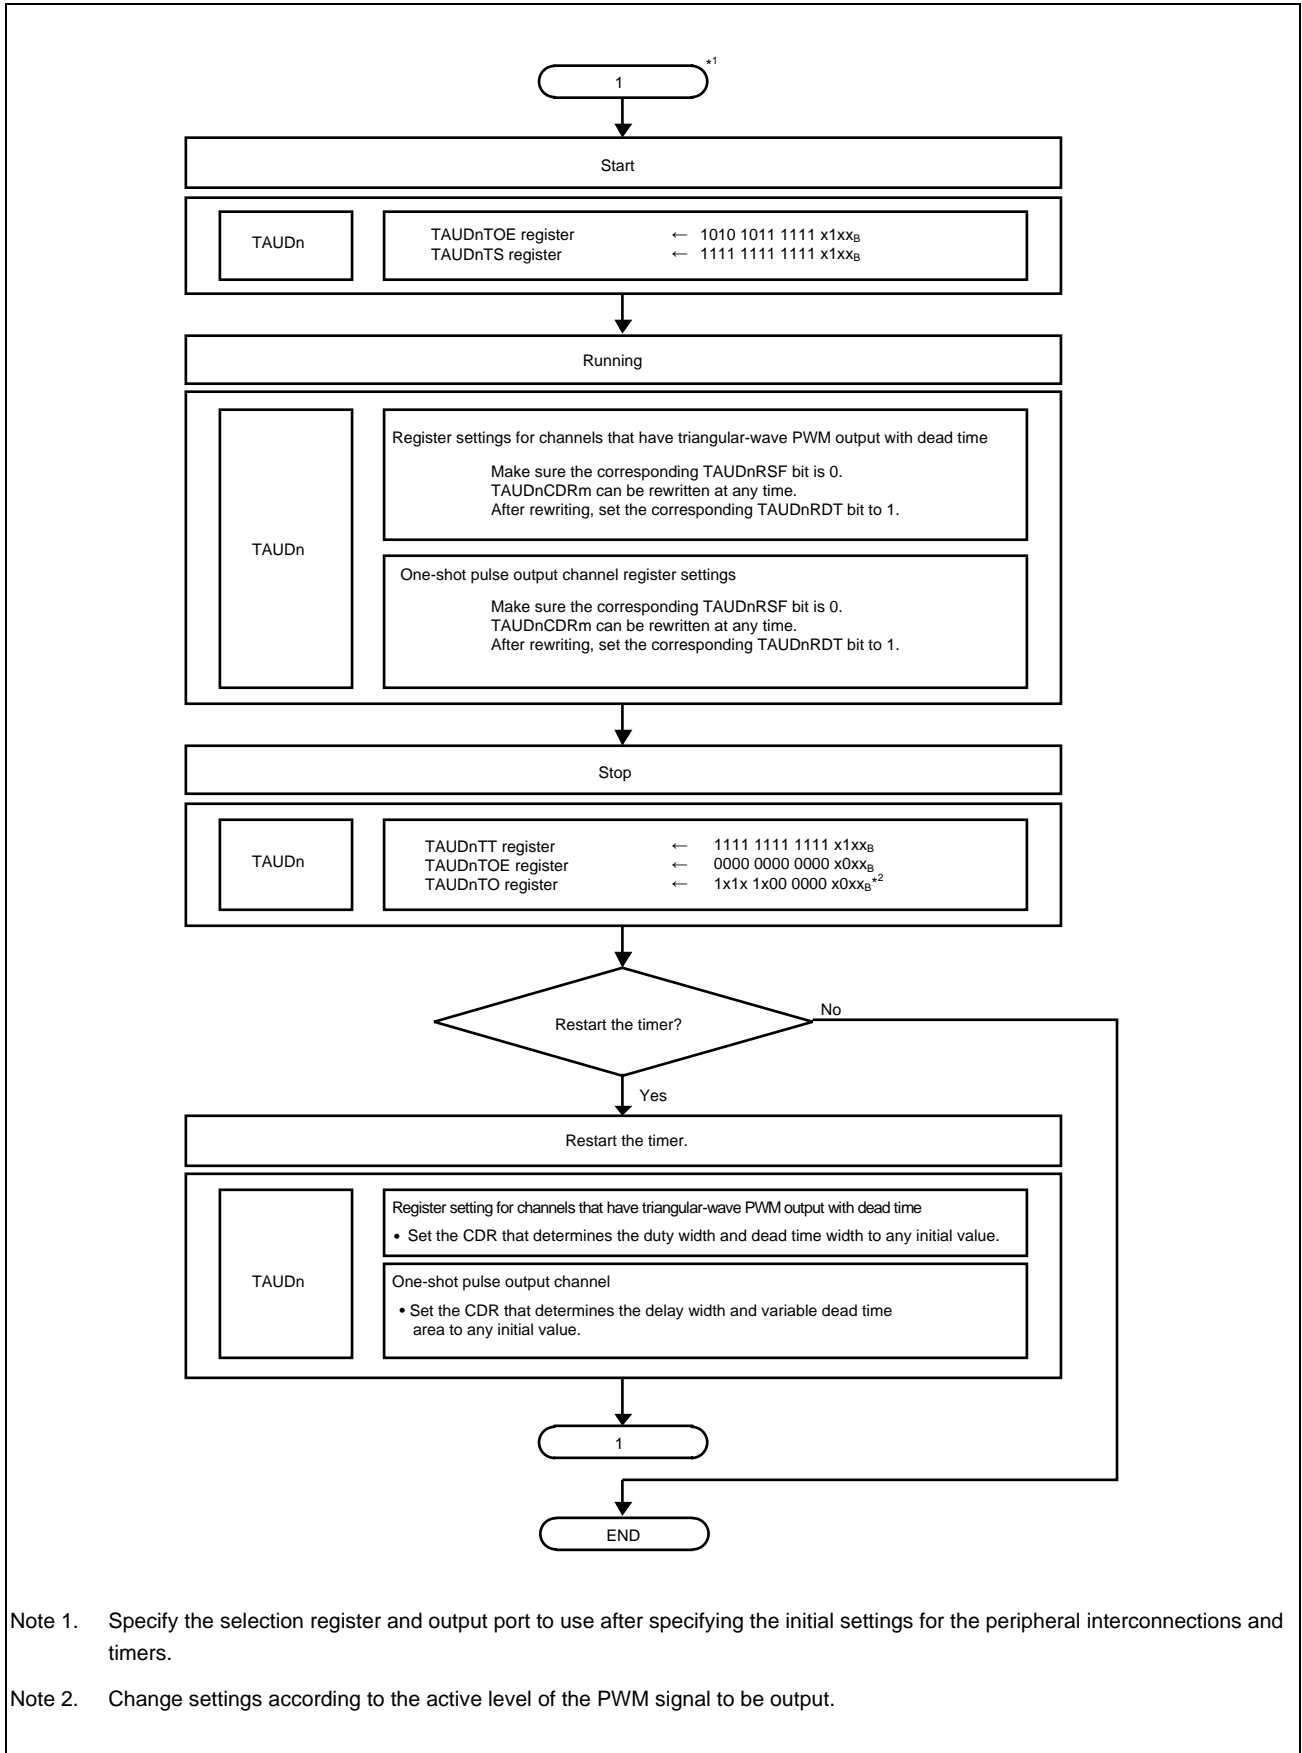 1 *1
Start
TAUDn
TAUDnTOE register ← 1010 1011 1111 x1xxB
TAUDnTS register ← 1111 1111 1111 x1xxB
Running
TAUDn
Register settings for channels that have triangular-wave PWM output with dead time
Make sure the corresponding TAUDnRSF bit is 0.
TAUDnCDRm can be rewritten at any time.
After rewriting, set the corresponding TAUDnRDT bit to 1.
One-shot pulse output channel register settings
Make sure the corresponding TAUDnRSF bit is 0.
TAUDnCDRm can be rewritten at any time.
After rewriting, set the corresponding TAUDnRDT bit to 1.
Stop
TAUDn
TAUDnTT register ← 1111 1111 1111 x1xxB
TAUDnTOE register ← 0000 0000 0000 x0xxB
TAUDnTO register ← 1x1x 1x00 0000 x0xxB*2
Restart the timer?
No
Yes
Restart the timer.
TAUDn
Register setting for channels that have triangular-wave PWM output with dead time
• Set the CDR that determines the duty width and dead time width to any initial value.
One-shot pulse output channel
• Set the CDR that determines the delay width and variable dead time
area to any initial value.
1
END
Note 1. Specify the selection register and output port to use after specifying the initial settings for the peripheral interconnections and
timers.
Note 2. Change settings according to the active level of the PWM signal to be output.